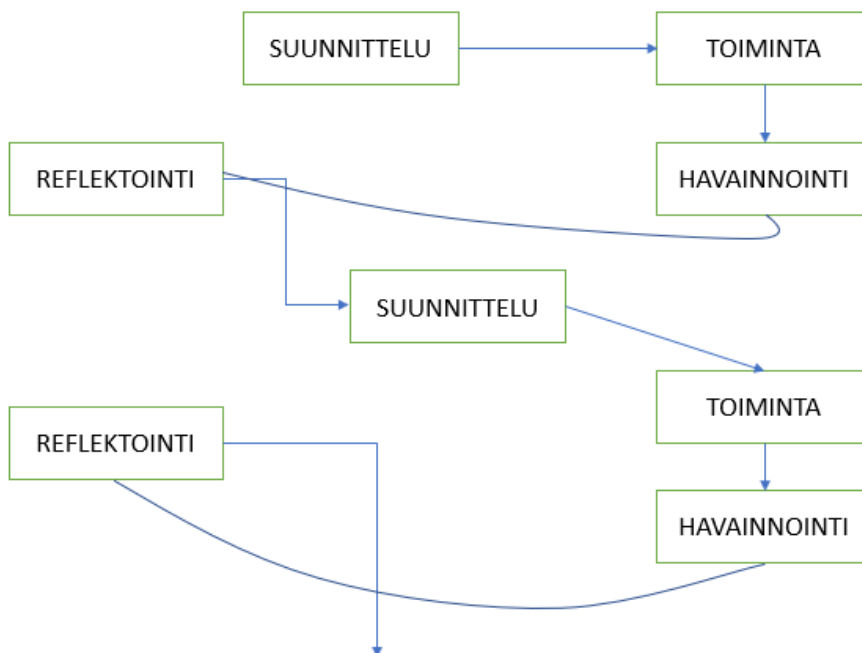 SUUNNITTELU
TOIMINTA
HAVAINNOINTI
REFLEKTOINTI
SUUNNITTELU
TOIMINTA
HAVAINNOINTI
REFLEKTOINTI